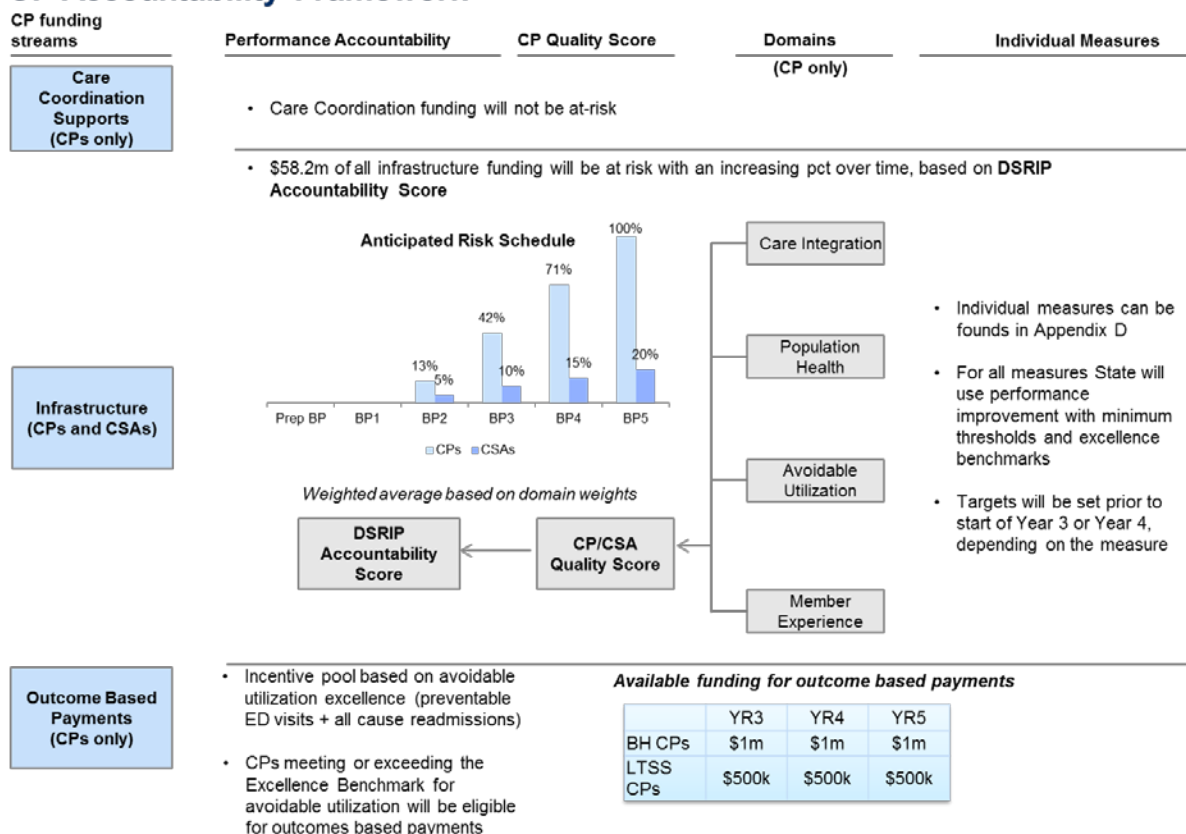 CP funding
streams
Performance Accountability
CP Quality Score
Domains
(CP only)
Individual Measures
Care
Coordination
Supports
(CPs only)
• Care Coordination funding will not be at-risk
• $58.2m of all infrastructure funding will be at risk with an increasing pct over time, based on DSRIP
Accountability Score
Infrastructure
(CPs and CSAs)
Anticipated Risk Schedule
13%
5%
42%
10%
71%
15%
100%
20%
Prep BP
BP1
BP2
BP3
BP4
BP5
CPs
CSAs
Weighted average based on domain weights
DSRIP
Accountability
Score
CP/CSA
Quality Score
Care Integration
Population
Health
Avoidable
Utilization
Member
Experience
• Individual measures can be
founds in Appendix D
• For all measures State will
use performance
improvement with minimum
thresholds and excellence
benchmarks
• Targets will be set prior to
start of Year 3 or Year 4,
depending on the measure
Outcome Based
Payments
(CPs only)
• Incentive pool based on avoidable
utilization excellence (preventable
ED visits + all cause readmissions)
• CPs meeting or exceeding the
Excellence Benchmark for
avoidable utilization will be eligible
for outcomes based payments
Available funding for outcome based payments
YR3 YR4 YR5
BH CPs $1m $1m $1m
LTSS
CPs $500k $500k $500k